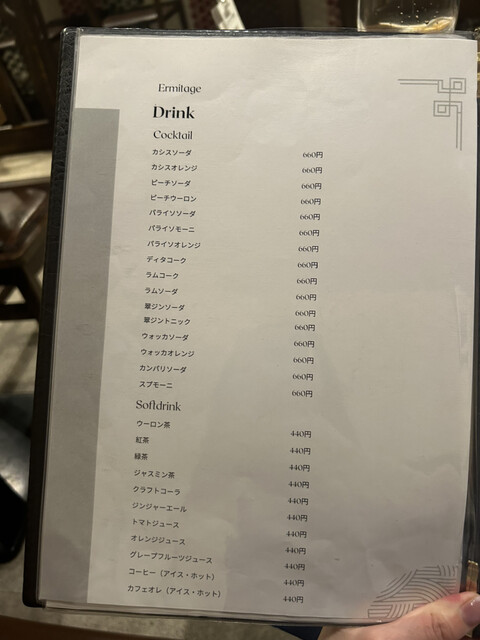 Ermitage
Drink
Cocktail
カシスソーダ 660円
カシスオレンジ 660円
ピーチソーダ 660円
ピーチウーロン 660円
パライソソーダ 660円
パライソモーニ 660円
パライソオレンジ 660円
ディタコーク 660円
ラムコーク 660円
ラムソーダ 660円
翠ジンソーダ 660円
翠ジントニック 660円
ウォッカソーダ 660円
ウォッカオレンジ 660円
カンパリソーダ 660円
スプモーニ 660円
Softdrink
ウーロン茶 440円
紅茶 440円
緑茶 440円
ジャスミン茶 440円
クラフトコーラ 440円
ジンジャーエール 440円
トマトジュース 440円
オレンジジュース 440円
グレープフルーツジュース 440円
コーヒー（アイス・ホット） 440円
カフェオレ（アイス・ホット） 440円